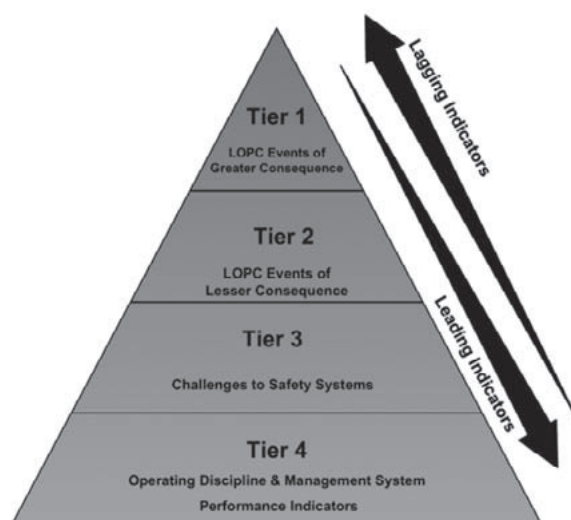 Tier 1
LOPC Events of
Greater Consequence
Tier 2
LOPC Events of
Lesser Consequence
Tier 3
Challenges to Safety Systems
Tier 4
Operating Discipline & Management System
Performance Indicators
Lagging Indicators
Leading Indicators